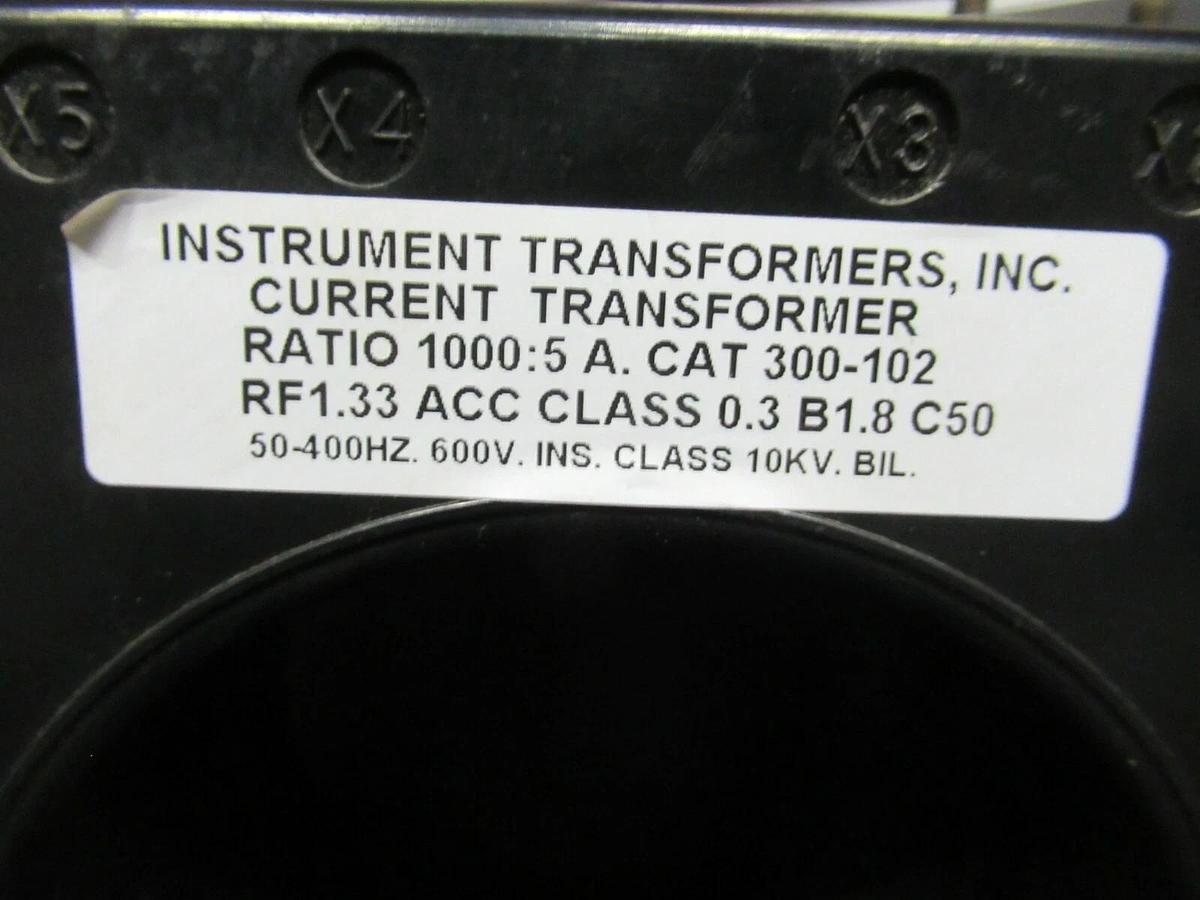 X5 X4 X3
INSTRUMENT TRANSFORMERS, INC.
CURRENT TRANSFORMER
RATIO 1000:5 A. CAT 300-102
RF1.33 ACC CLASS 0.3 B1.8 C50
50-400HZ. 600V. INS. CLASS 10KV. BIL.